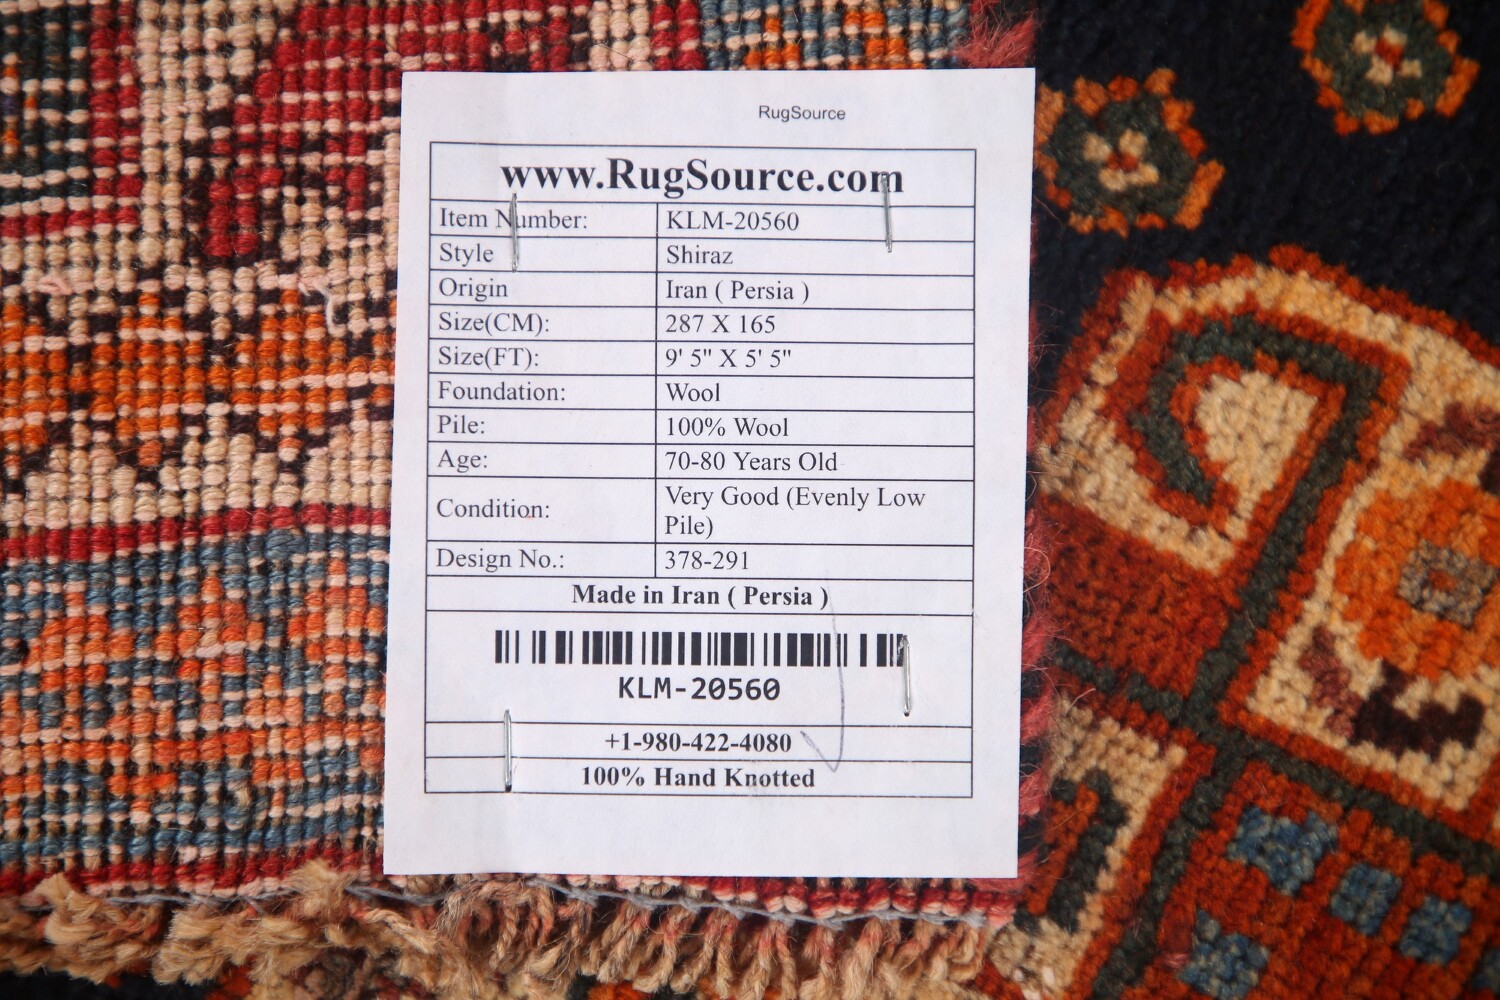 RugSource
www.RugSource.com
Item Number: KLM-20560
Style Shiraz
Origin Iran ( Persia )
Size(CM): 287 X 165
Size(FT): 9' 5" X 5' 5"
Foundation: Wool
Pile: 100% Wool
Age: 70-80 Years Old
Condition: Very Good (Evenly Low
Pile)
Design No.: 378-291
Made in Iran ( Persia )
KLM-20560
+1-980-422-4080
100% Hand Knotted